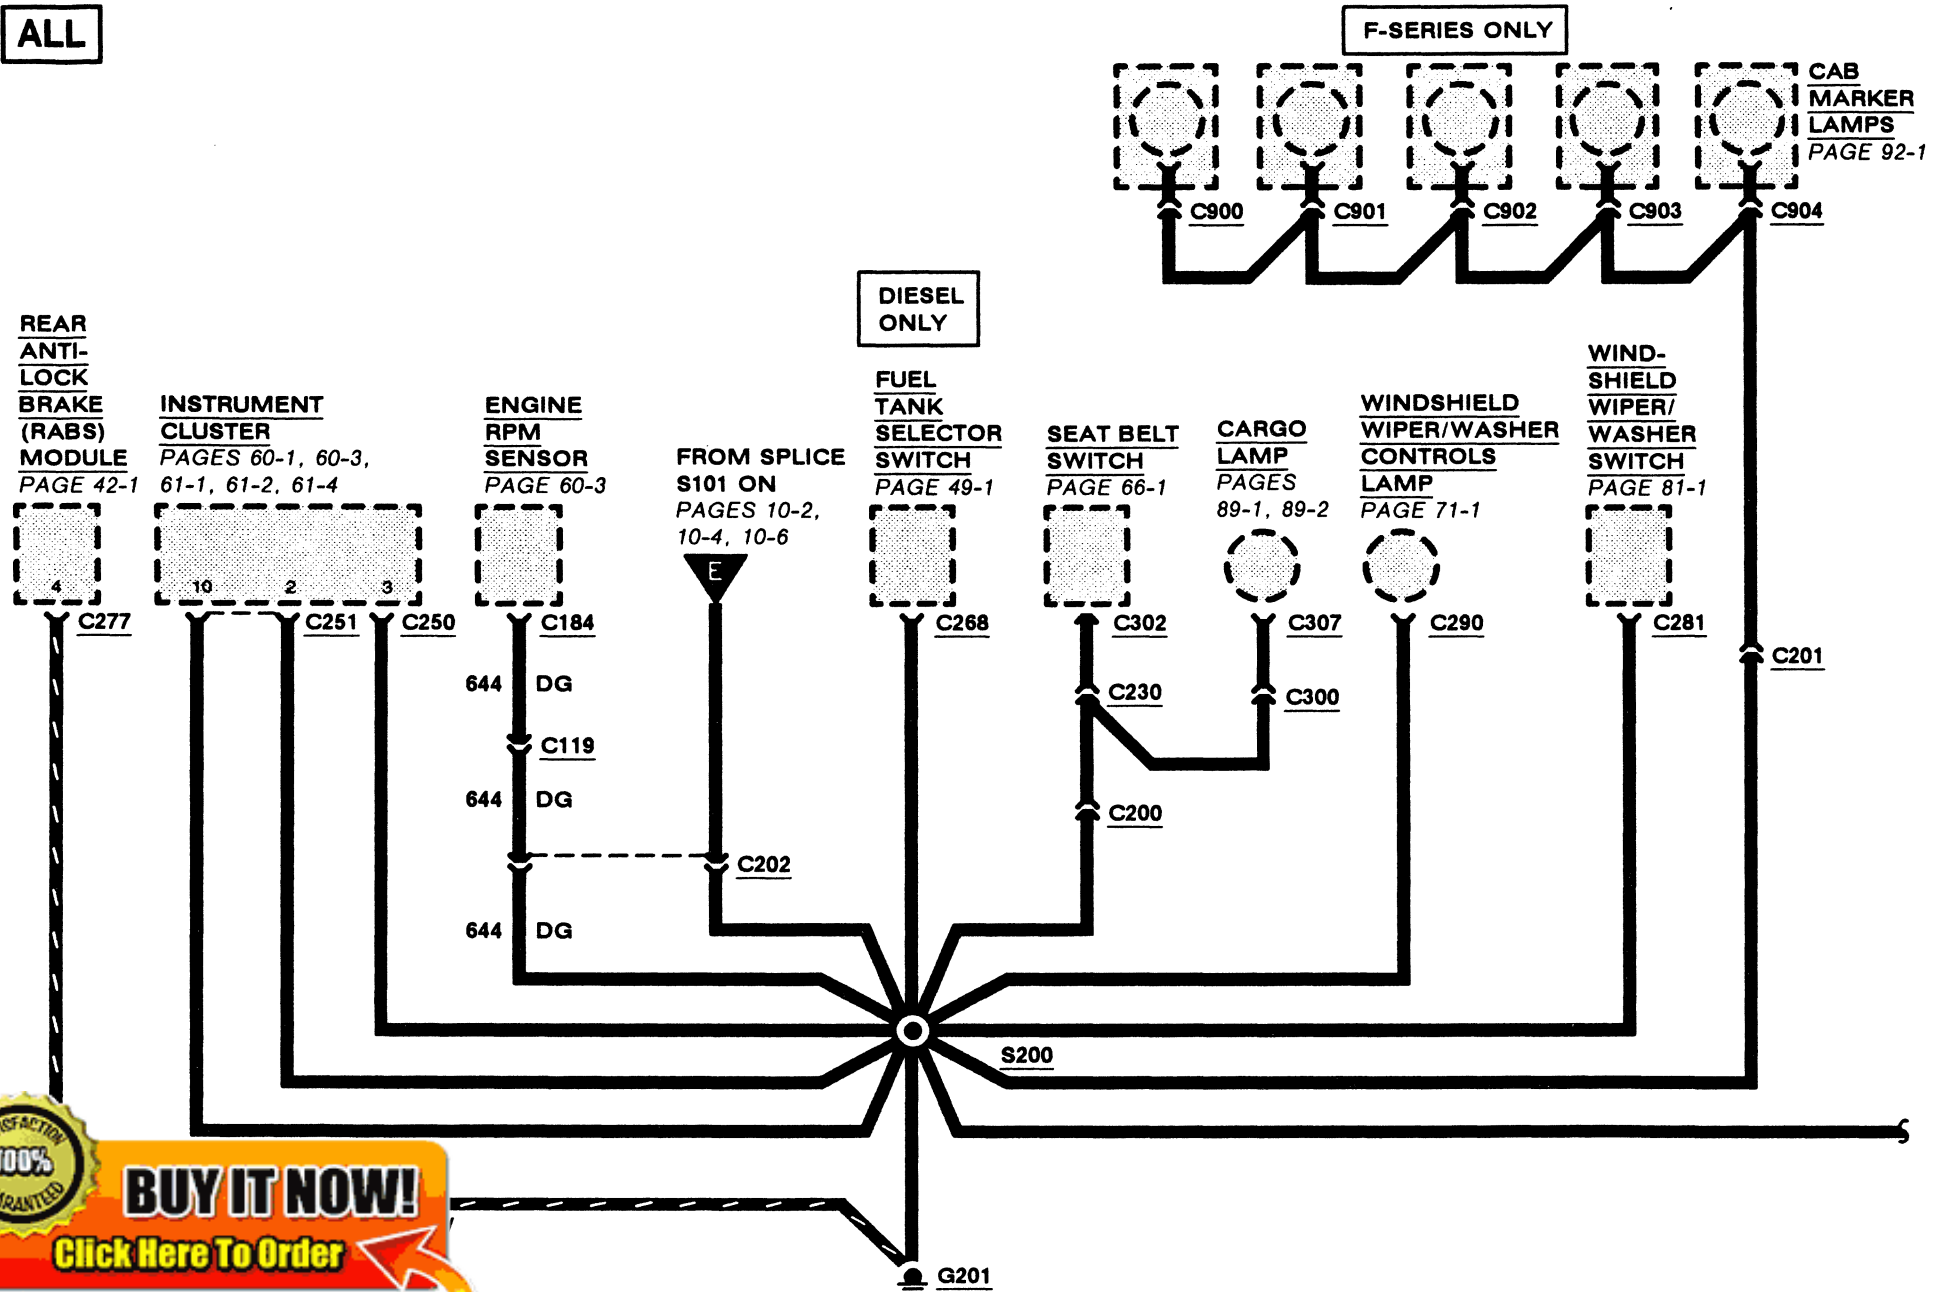 ALL
F-SERIES ONLY
CAB
MARKER
LAMPS
PAGE 92-1
C900
C901
C902
C903
C904
DIESEL
ONLY
REAR
ANTI-
LOCK
BRAKE
(RABS)
MODULE
PAGE 42-1
INSTRUMENT
CLUSTER
PAGES 60-1, 60-3,
61-1, 61-2, 61-4
ENGINE
RPM
SENSOR
PAGE 60-3
FROM SPLICE
S101 ON
PAGES 10-2,
10-4, 10-6
FUEL
TANK
SELECTOR
SWITCH
PAGE 49-1
SEAT BELT
SWITCH
PAGE 66-1
CARGO
LAMP
PAGES
89-1, 89-2
WINDSHIELD
WIPER/WASHER
CONTROLS
LAMP
PAGE 71-1
WIND-
SHIELD
WIPER/
WASHER
SWITCH
PAGE 81-1
E
4
10
2
3
C277
C251
C250
C184
C268
C302
C307
C290
C281
C201
644 DG
C230
C300
C119
644 DG
C200
C202
644 DG
S200
G201
100%
BUY IT NOW!
Click Here To Order